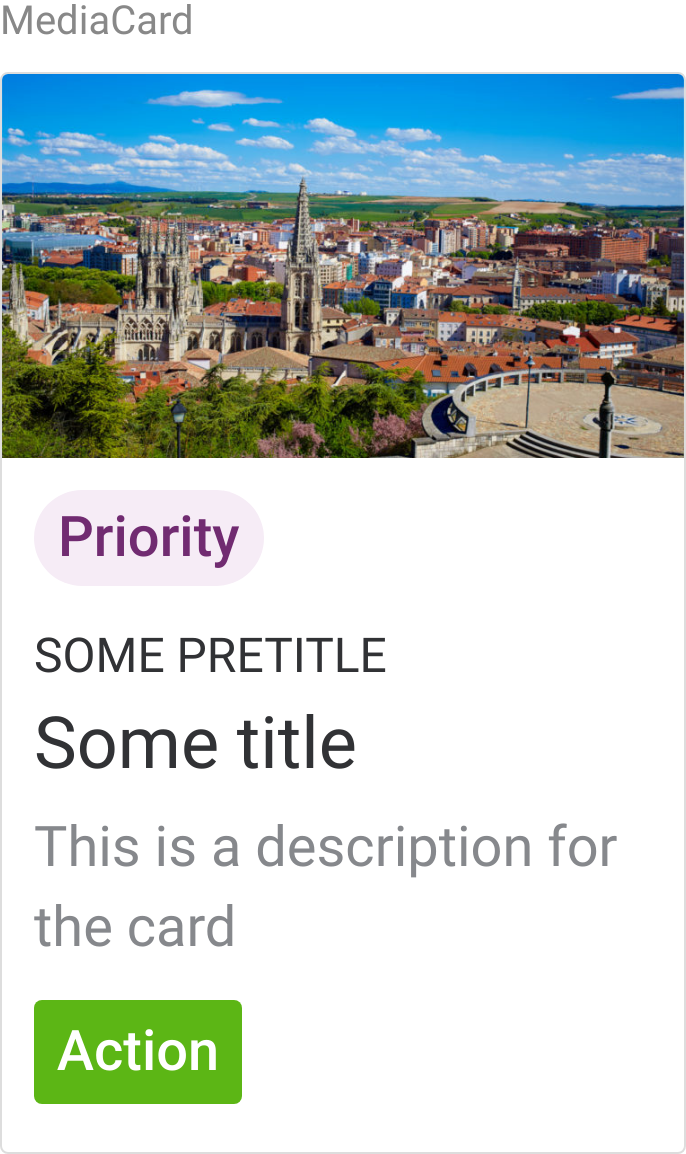 MediaCard
Priority
SOME PRETITLE
Some title
This is a description for
the card
Action